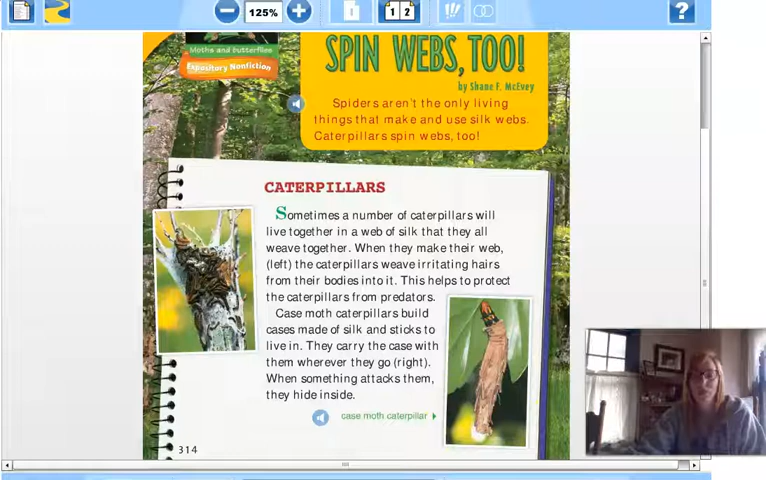 125%
1
1 2
?
Moths and butterflies
Expository Nonfiction
SPIN WEBS, TOO!
by Shane F. McEvey
Spiders aren't the only living
things that make and use silk webs.
Caterpillars spin webs, too!
CATERPILLARS
Sometimes a number of caterpillars will
live together in a web of silk that they all
weave together. When they make their web,
(left) the caterpillars weave irritating hairs
from their bodies into it. This helps to protect
the caterpillars from predators.
Case moth caterpillars build
cases made of silk and sticks to
live in. They carry the case with
them wherever they go (right).
When something attacks them,
they hide inside.
case moth caterpillar
314